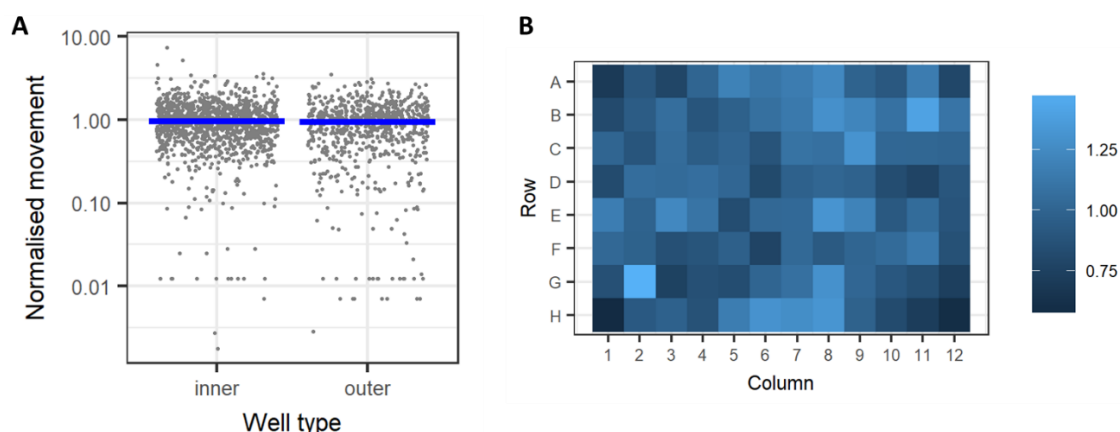 A
Normalised movement
10.00
1.00
0.10
0.01
inner outer
Well type
B
Row
A
B
C
D
E
F
G
H
1 2 3 4 5 6 7 8 9 10 11 12
Column
1.25
1.00
0.75